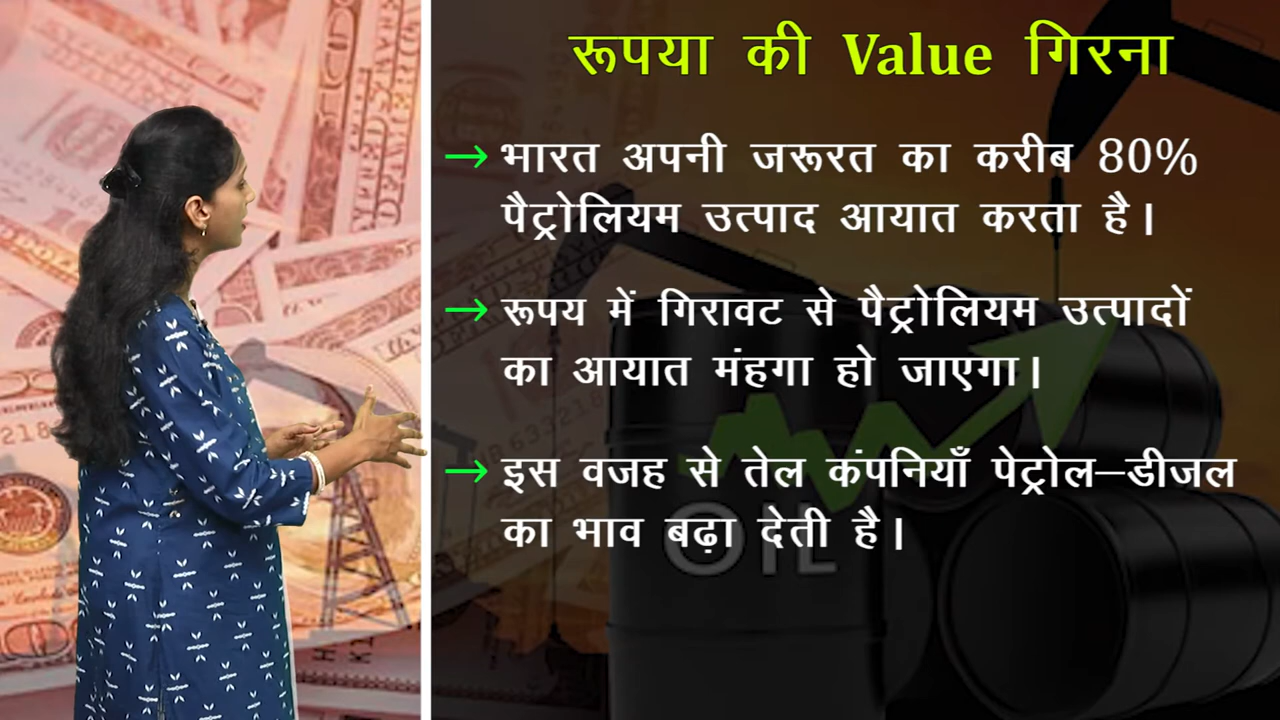 रूपया की Value गिरना
→ भारत अपनी जरूरत का करीब 80%
पैट्रोलियम उत्पाद आयात करता है।
→ रूपय में गिरावट से पैट्रोलियम उत्पादों
का आयात मंहगा हो जाएगा।
→ इस वजह से तेल कंपनियाँ पेट्रोल–डीजल
का भाव बढ़ा देती है।
OIL